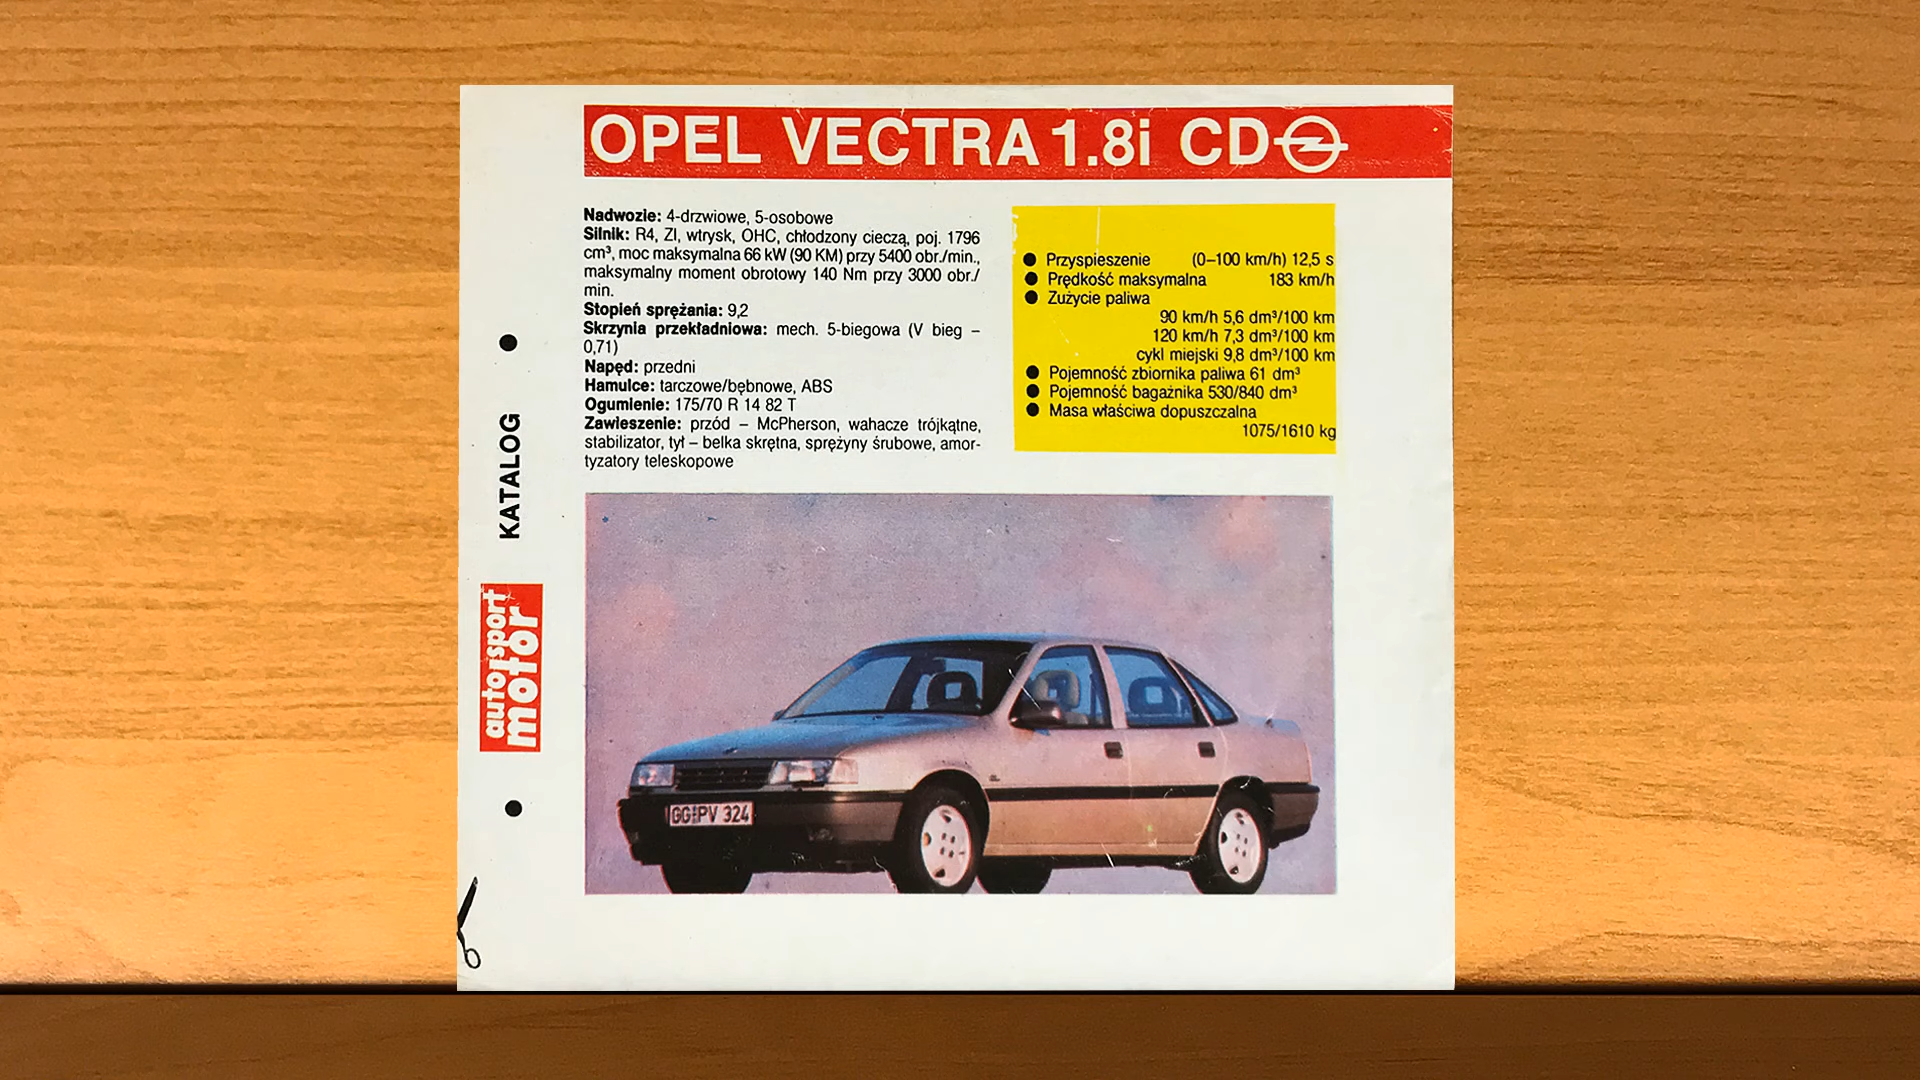 OPEL VECTRA 1.8i CD
Nadwozie: 4-drzwiowe, 5-osobowe
Silnik: R4, ZI, wtrysk, OHC, chłodzony cieczą, poj. 1796
cm³, moc maksymalna 66 kW (90 KM) przy 5400 obr./min.,
maksymalny moment obrotowy 140 Nm przy 3000 obr./
min.
Stopień sprężania: 9,2
Skrzynia przekładniowa: mech. 5-biegowa (V bieg –
0,71)
Napęd: przedni
Hamulce: tarczowe/bębnowe, ABS
Ogumienie: 175/70 R 14 82 T
Zawieszenie: przód – McPherson, wahacze trójkątne,
stabilizator, tył – belka skrętna, sprężyny śrubowe, amor-
tyzatory teleskopowe
● Przyspieszenie (0–100 km/h) 12,5 s
● Prędkość maksymalna 183 km/h
● Zużycie paliwa
90 km/h 5,6 dm³/100 km
120 km/h 7,3 dm³/100 km
cykl miejski 9,8 dm³/100 km
● Pojemność zbiornika paliwa 61 dm³
● Pojemność bagażnika 530/840 dm³
● Masa właściwa dopuszczalna
1075/1610 kg
KATALOG
auto sport
motor
GG PV 324